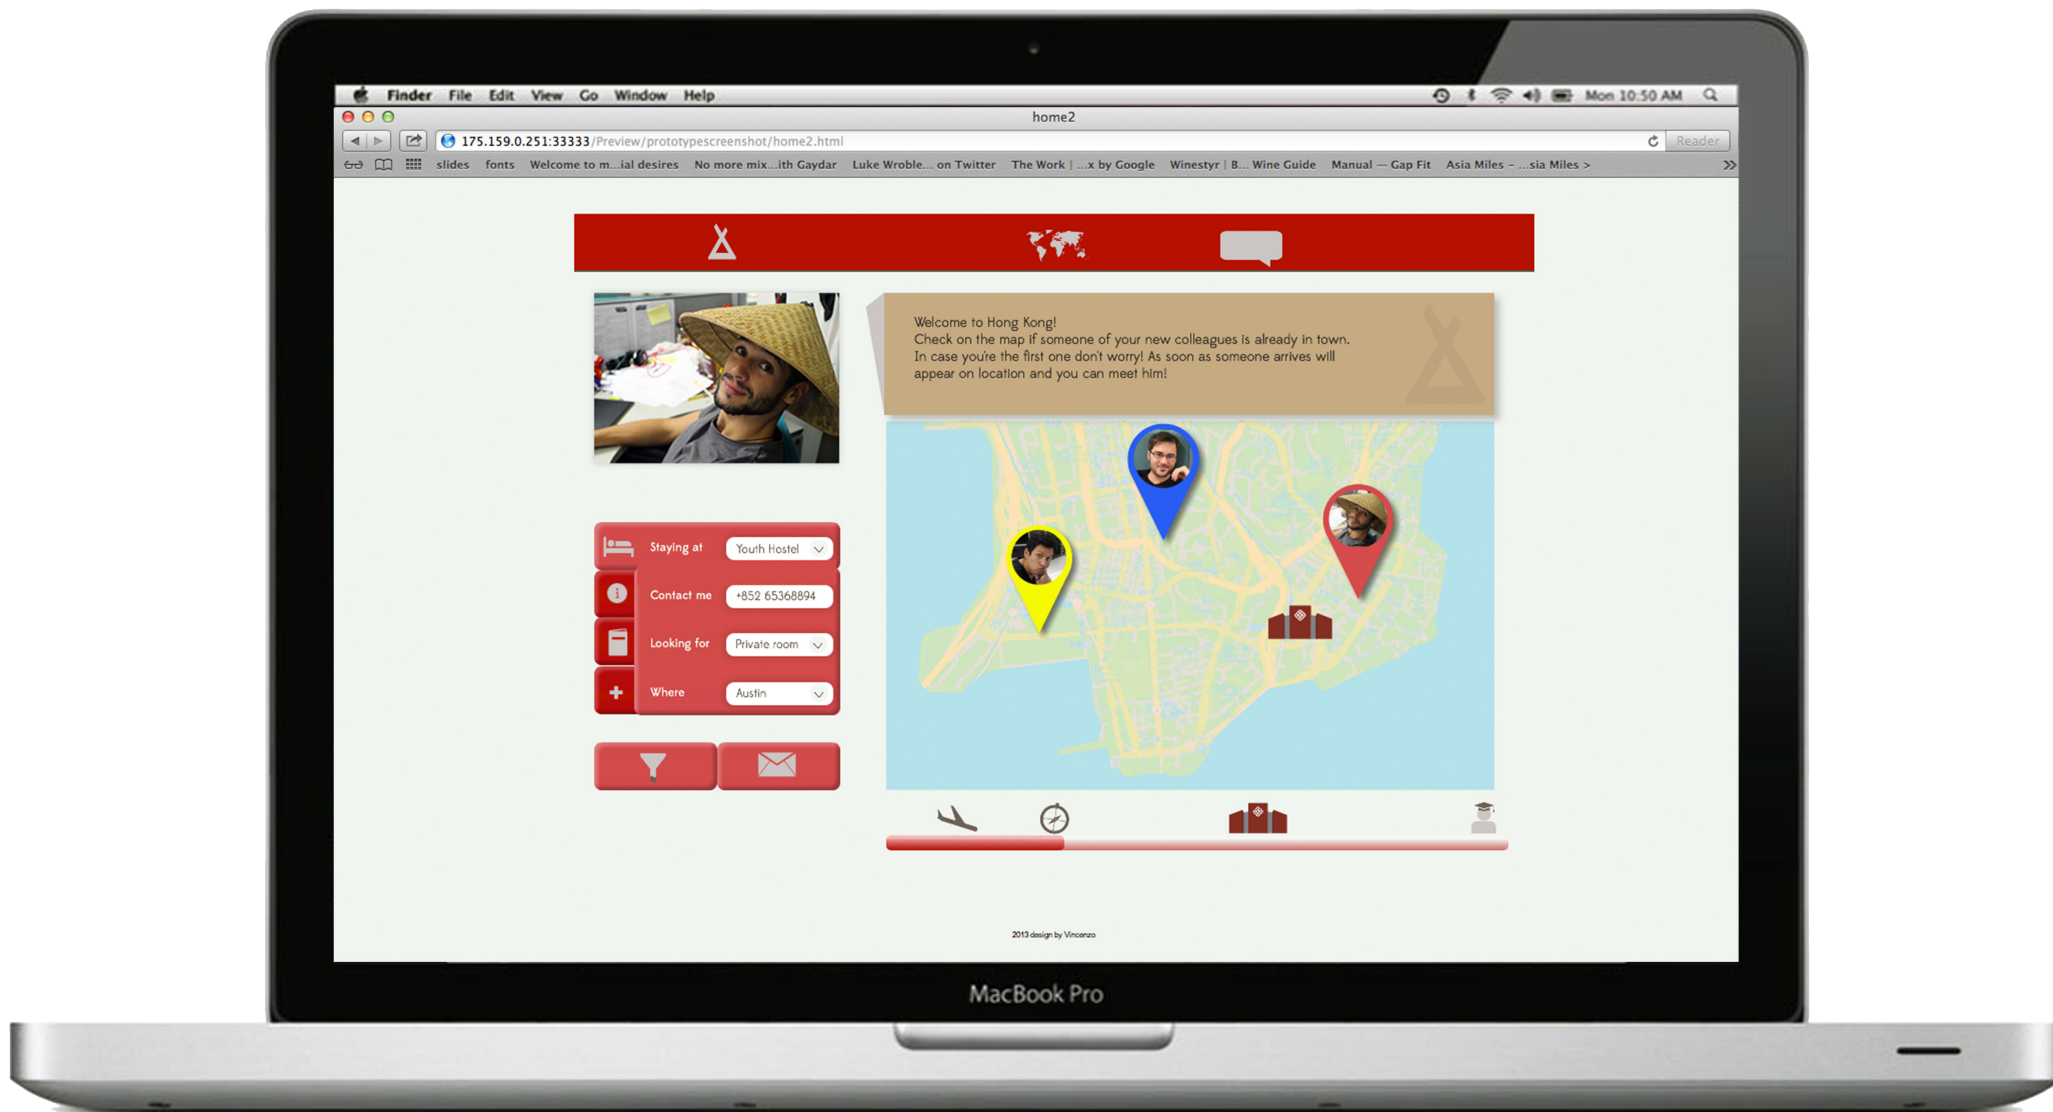 Finder File Edit View Go Window Help Mon 10:50 AM
home2
175.159.0.251:33333/Preview/prototypescreenshot/home2.html Reader
slides fonts Welcome to m...ial desires No more mix...ith Gaydar Luke Wroble... on Twitter The Work | ...x by Google Winestyr | B... Wine Guide Manual — Gap Fit Asia Miles – ...sia Miles >
Welcome to Hong Kong!
Check on the map if someone of your new colleagues is already in town.
In case you're the first one don't worry! As soon as someone arrives will
appear on location and you can meet him!
Staying at Youth Hostel
Contact me +852 65368894
Looking for Private room
Where Austin
2013 design by Vincenzo
MacBook Pro